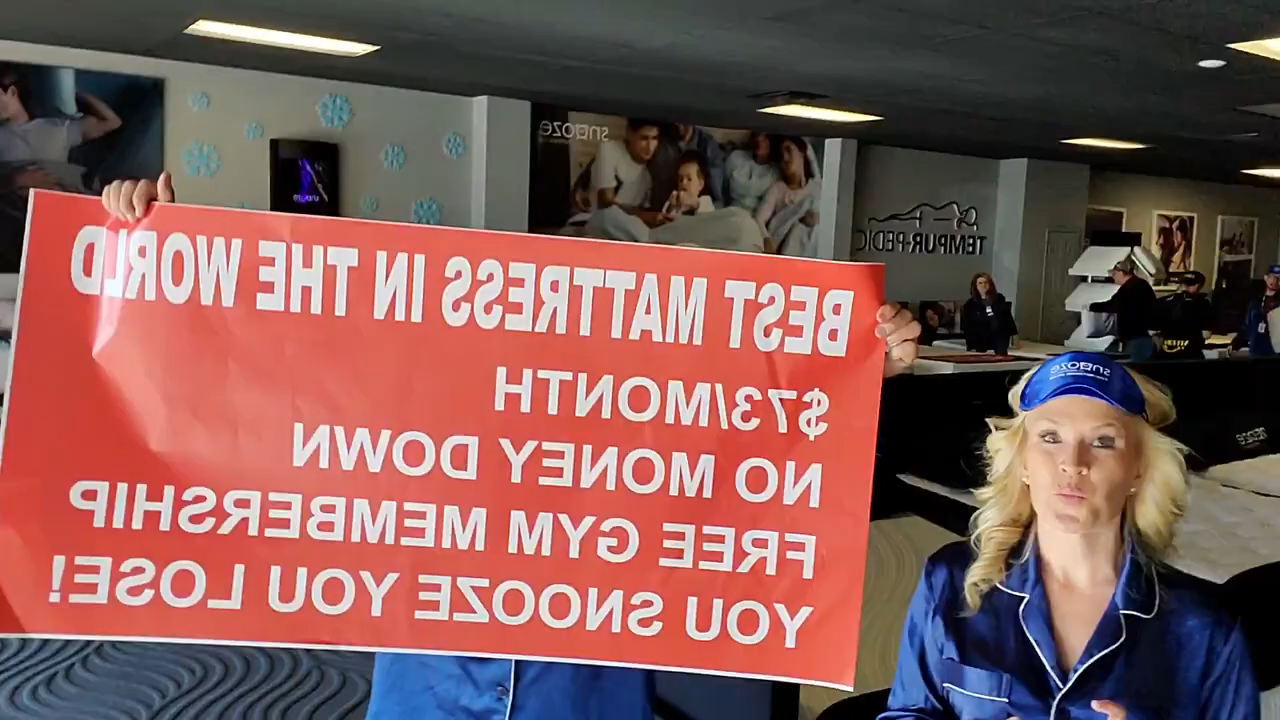 BEST MATTRESS IN THE WORLD
$73/MONTH
NO MONEY DOWN
FREE GYM MEMBERSHIP
YOU SNOOZE YOU LOSE!
snooze
TEMPUR-PEDIC
snooze